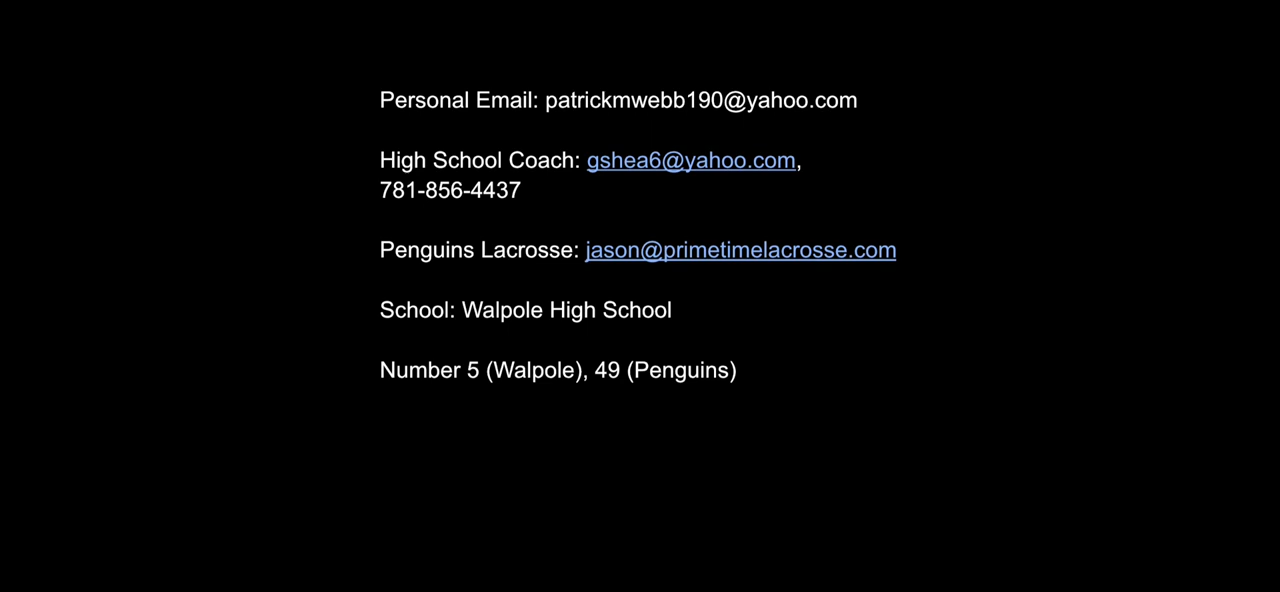 Personal Email: patrickmwebb190@yahoo.com
High School Coach: gshea6@yahoo.com,
781-856-4437
Penguins Lacrosse: jason@primetimelacrosse.com
School: Walpole High School
Number 5 (Walpole), 49 (Penguins)